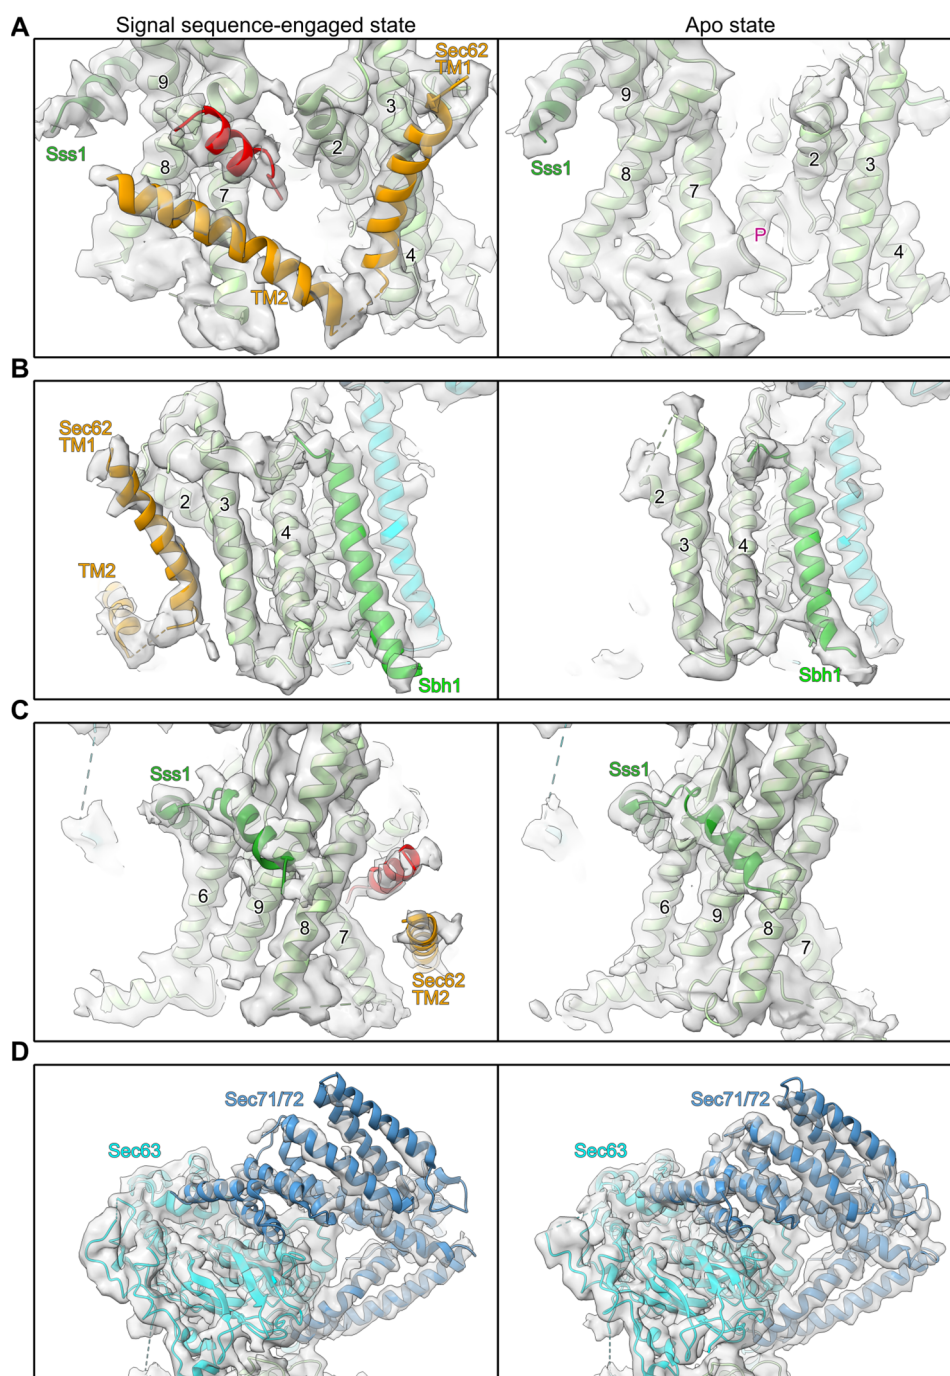 Signal sequence-engaged state
Apo state
A
Sec62
TM1
9
3
2
Sss1
8
7
4
TM2
9
Sss1
8
7
2
3
P
4
B
Sec62
TM1
2
3
4
TM2
Sbh1
2
3
4
Sbh1
C
Sss1
6
9
8
7
Sec62
TM2
Sss1
6
9
8
7
D
Sec71/72
Sec63
Sec71/72
Sec63